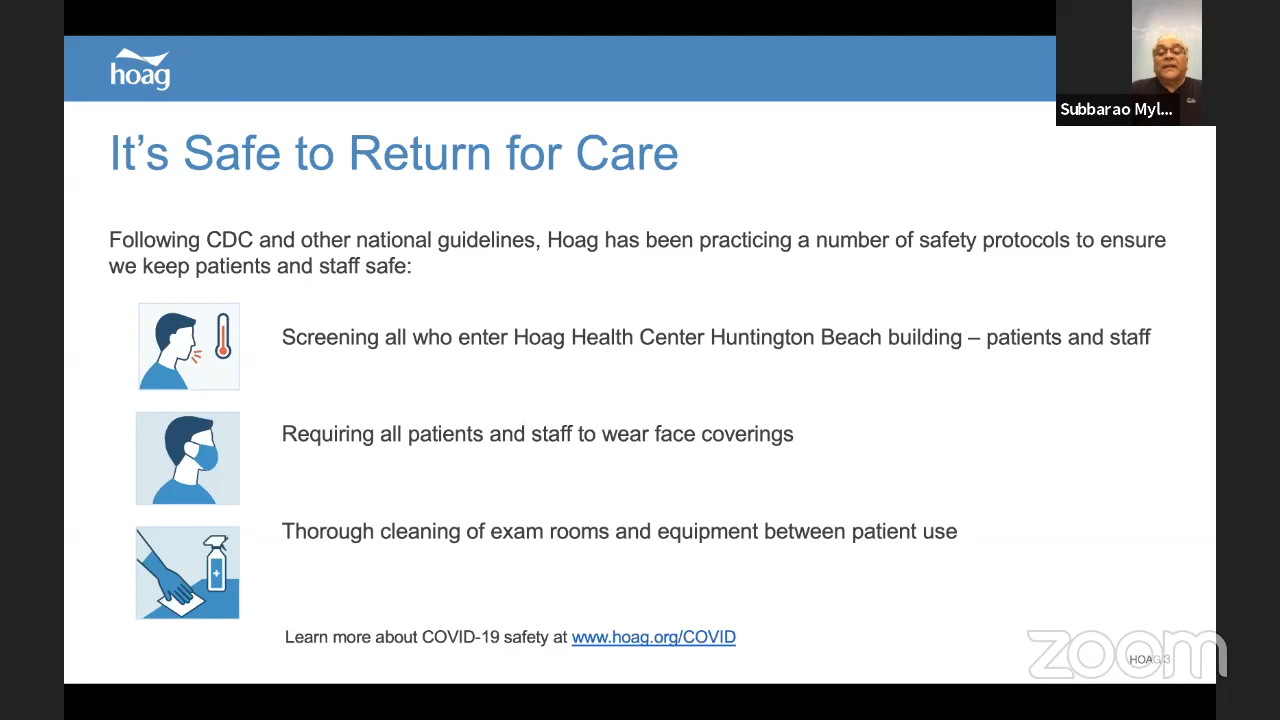 hoag
Subbarao Myl...
It's Safe to Return for Care
Following CDC and other national guidelines, Hoag has been practicing a number of safety protocols to ensure
we keep patients and staff safe:
Screening all who enter Hoag Health Center Huntington Beach building – patients and staff
Requiring all patients and staff to wear face coverings
Thorough cleaning of exam rooms and equipment between patient use
Learn more about COVID-19 safety at www.hoag.org/COVID
zoom
HOAG 3